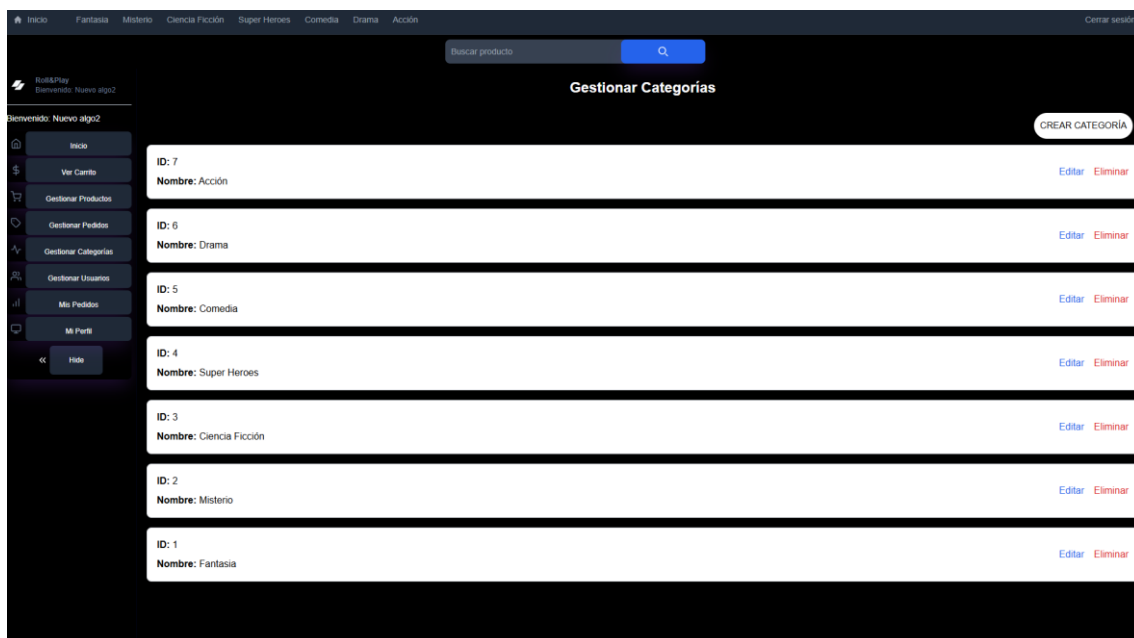 Inicio Fantasia Misterio Ciencia Ficción Super Heroes Comedia Drama Acción Cerrar sesión
Buscar producto
Roll&Play
Bienvenido: Nuevo algo2
Bienvenido: Nuevo algo2
Inicio
Ver Carrito
Gestionar Productos
Gestionar Pedidos
Gestionar Categorías
Gestionar Usuarios
Mis Pedidos
Mi Perfil
« Hide
Gestionar Categorías
CREAR CATEGORÍA
ID: 7
Nombre: Acción
Editar Eliminar
ID: 6
Nombre: Drama
Editar Eliminar
ID: 5
Nombre: Comedia
Editar Eliminar
ID: 4
Nombre: Super Heroes
Editar Eliminar
ID: 3
Nombre: Ciencia Ficción
Editar Eliminar
ID: 2
Nombre: Misterio
Editar Eliminar
ID: 1
Nombre: Fantasia
Editar Eliminar